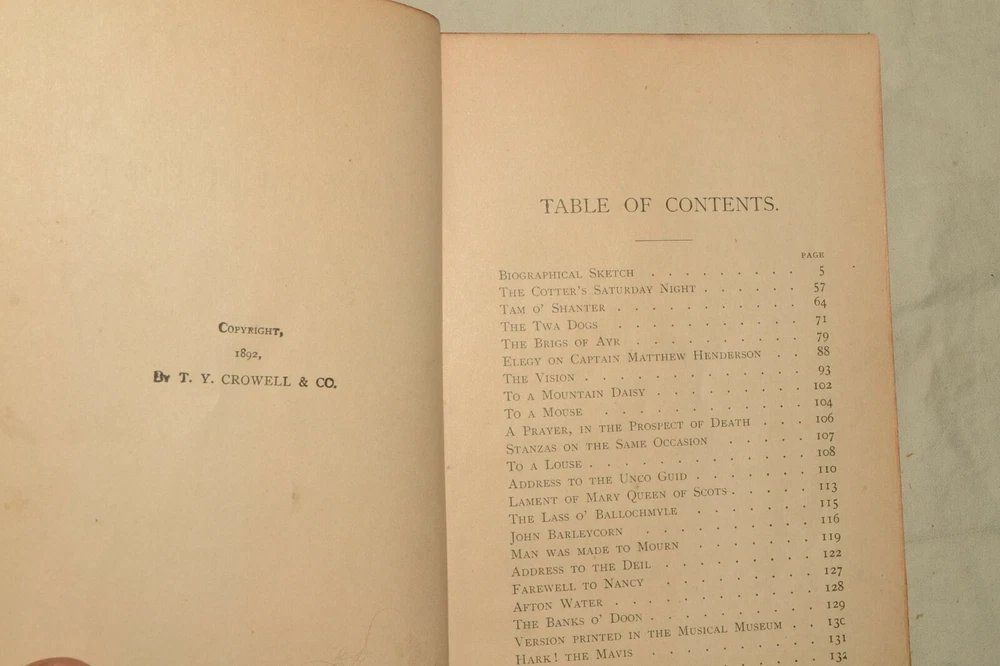 COPYRIGHT,
1892,
BY T. Y. CROWELL & CO.
TABLE OF CONTENTS.
PAGE
BIOGRAPHICAL SKETCH . . . . . . . . . 5
THE COTTER'S SATURDAY NIGHT . . . . . . 57
TAM O' SHANTER . . . . . . . . . . . 64
THE TWA DOGS . . . . . . . . . . . 71
THE BRIGS OF AYR . . . . . . . . . . 79
ELEGY ON CAPTAIN MATTHEW HENDERSON . . 88
THE VISION . . . . . . . . . . . . 93
TO A MOUNTAIN DAISY . . . . . . . . . 102
TO A MOUSE . . . . . . . . . . . . 104
A PRAYER, IN THE PROSPECT OF DEATH . . . 106
STANZAS ON THE SAME OCCASION . . . . . 107
TO A LOUSE . . . . . . . . . . . . 108
ADDRESS TO THE UNCO GUID . . . . . . . 110
LAMENT OF MARY QUEEN OF SCOTS . . . . . 113
THE LASS O' BALLOCHMYLE . . . . . . . 115
JOHN BARLEYCORN . . . . . . . . . . 116
MAN WAS MADE TO MOURN . . . . . . . 119
ADDRESS TO THE DEIL . . . . . . . . . 122
FAREWELL TO NANCY . . . . . . . . . 127
AFTON WATER . . . . . . . . . . . 128
THE BANKS O' DOON . . . . . . . . . . 129
VERSION PRINTED IN THE MUSICAL MUSEUM . . 130
HARK! THE MAVIS . . . . . . . . . . 131
132